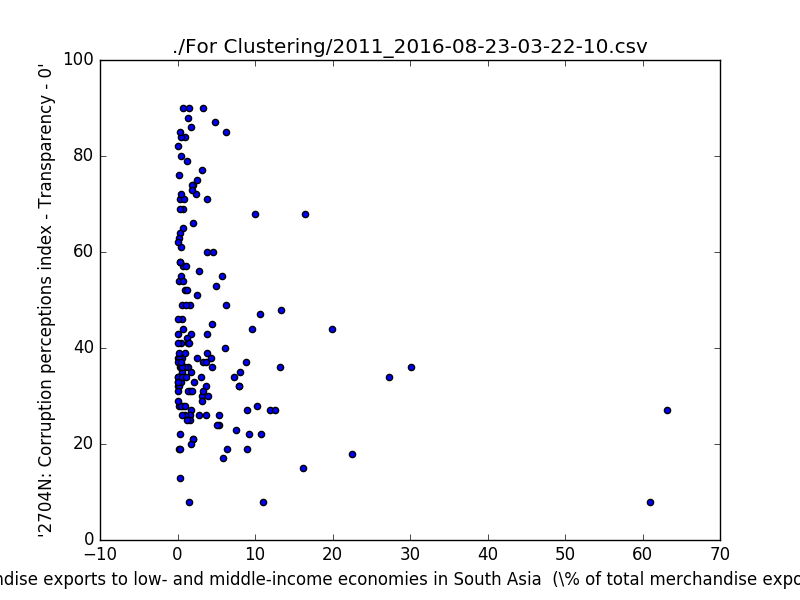 ./For Clustering/2011_2016-08-23-03-22-10.csv
100
80
60
40
20
0
'2704N: Corruption perceptions index - Transparency - 0'
−10 0 10 20 30 40 50 60 70
exports to low- and middle-income economies in South Asia (\% of total merchandise